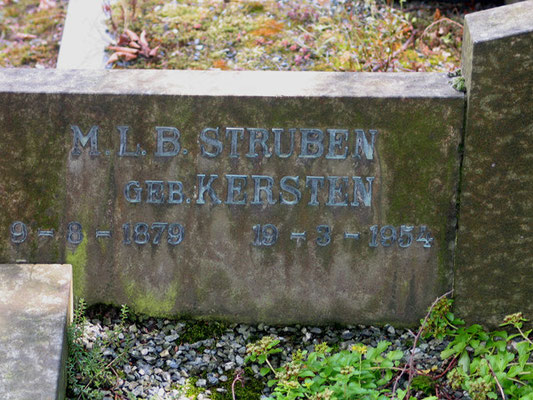 M.L.B. STRUBEN
GEB. KERSTEN
9 - 8 - 1879 19 - 3 - 1954